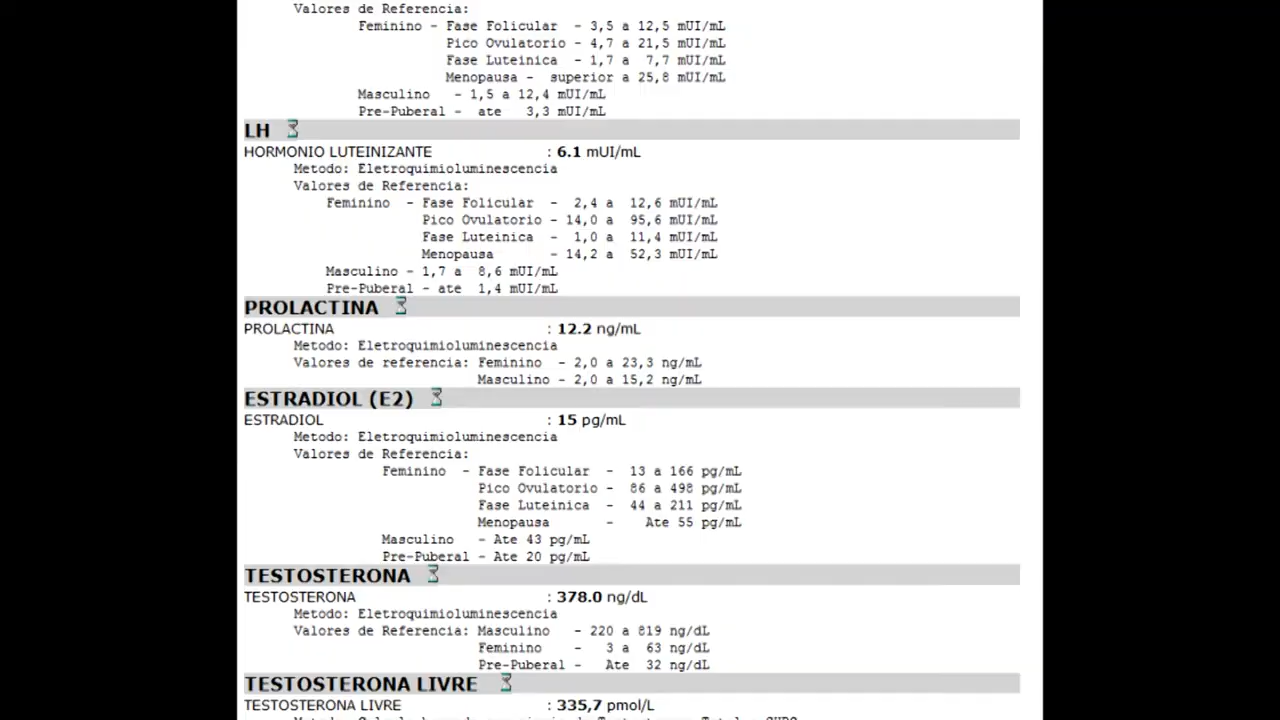 Valores de Referencia:
Feminino - Fase Folicular - 3,5 a 12,5 mUI/mL
Pico Ovulatorio - 4,7 a 21,5 mUI/mL
Fase Luteinica - 1,7 a 7,7 mUI/mL
Menopausa - superior a 25,8 mUI/mL
Masculino - 1,5 a 12,4 mUI/mL
Pre-Puberal - ate 3,3 mUI/mL
LH
HORMONIO LUTEINIZANTE : 6.1 mUI/mL
Metodo: Eletroquimioluminescencia
Valores de Referencia:
Feminino - Fase Folicular - 2,4 a 12,6 mUI/mL
Pico Ovulatorio - 14,0 a 95,6 mUI/mL
Fase Luteinica - 1,0 a 11,4 mUI/mL
Menopausa - 14,2 a 52,3 mUI/mL
Masculino - 1,7 a 8,6 mUI/mL
Pre-Puberal - ate 1,4 mUI/mL
PROLACTINA
PROLACTINA : 12.2 ng/mL
Metodo: Eletroquimioluminescencia
Valores de referencia: Feminino - 2,0 a 23,3 ng/mL
Masculino - 2,0 a 15,2 ng/mL
ESTRADIOL (E2)
ESTRADIOL : 15 pg/mL
Metodo: Eletroquimioluminescencia
Valores de Referencia:
Feminino - Fase Folicular - 13 a 166 pg/mL
Pico Ovulatorio - 86 a 498 pg/mL
Fase Luteinica - 44 a 211 pg/mL
Menopausa - Ate 55 pg/mL
Masculino - Ate 43 pg/mL
Pre-Puberal - Ate 20 pg/mL
TESTOSTERONA
TESTOSTERONA : 378.0 ng/dL
Metodo: Eletroquimioluminescencia
Valores de Referencia: Masculino - 220 a 819 ng/dL
Feminino - 3 a 63 ng/dL
Pre-Puberal - Ate 32 ng/dL
TESTOSTERONA LIVRE
TESTOSTERONA LIVRE : 335,7 pmol/L